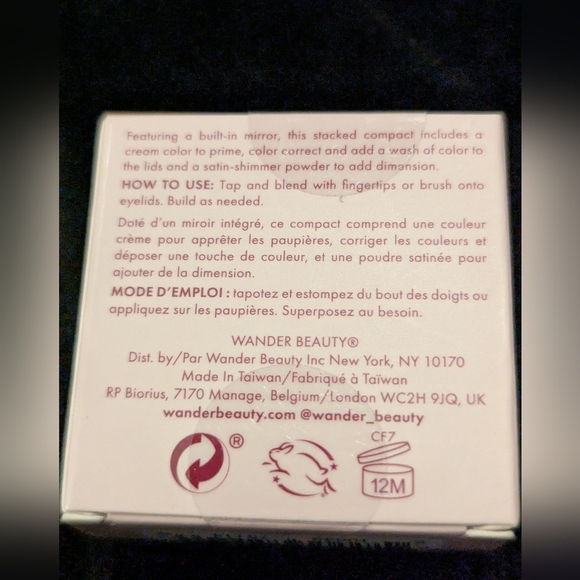 Featuring a built-in mirror, this stacked compact includes a
cream color to prime, color correct and add a wash of color to
the lids and a satin-shimmer powder to add dimension.
HOW TO USE: Tap and blend with fingertips or brush onto
eyelids. Build as needed.
Doté d'un miroir intégré, ce compact comprend une couleur
crème pour apprêter les paupières, corriger les couleurs et
déposer une touche de couleur, et une poudre satinée pour
ajouter de la dimension.
MODE D'EMPLOI : tapotez et estompez du bout des doigts ou
appliquez sur les paupières. Superposez au besoin.
WANDER BEAUTY®
Dist. by/Par Wander Beauty Inc New York, NY 10170
Made In Taiwan/Fabriqué à Taïwan
RP Biorius, 7170 Manage, Belgium/London WC2H 9JQ, UK
wanderbeauty.com @wander_beauty
®
CF7
12M